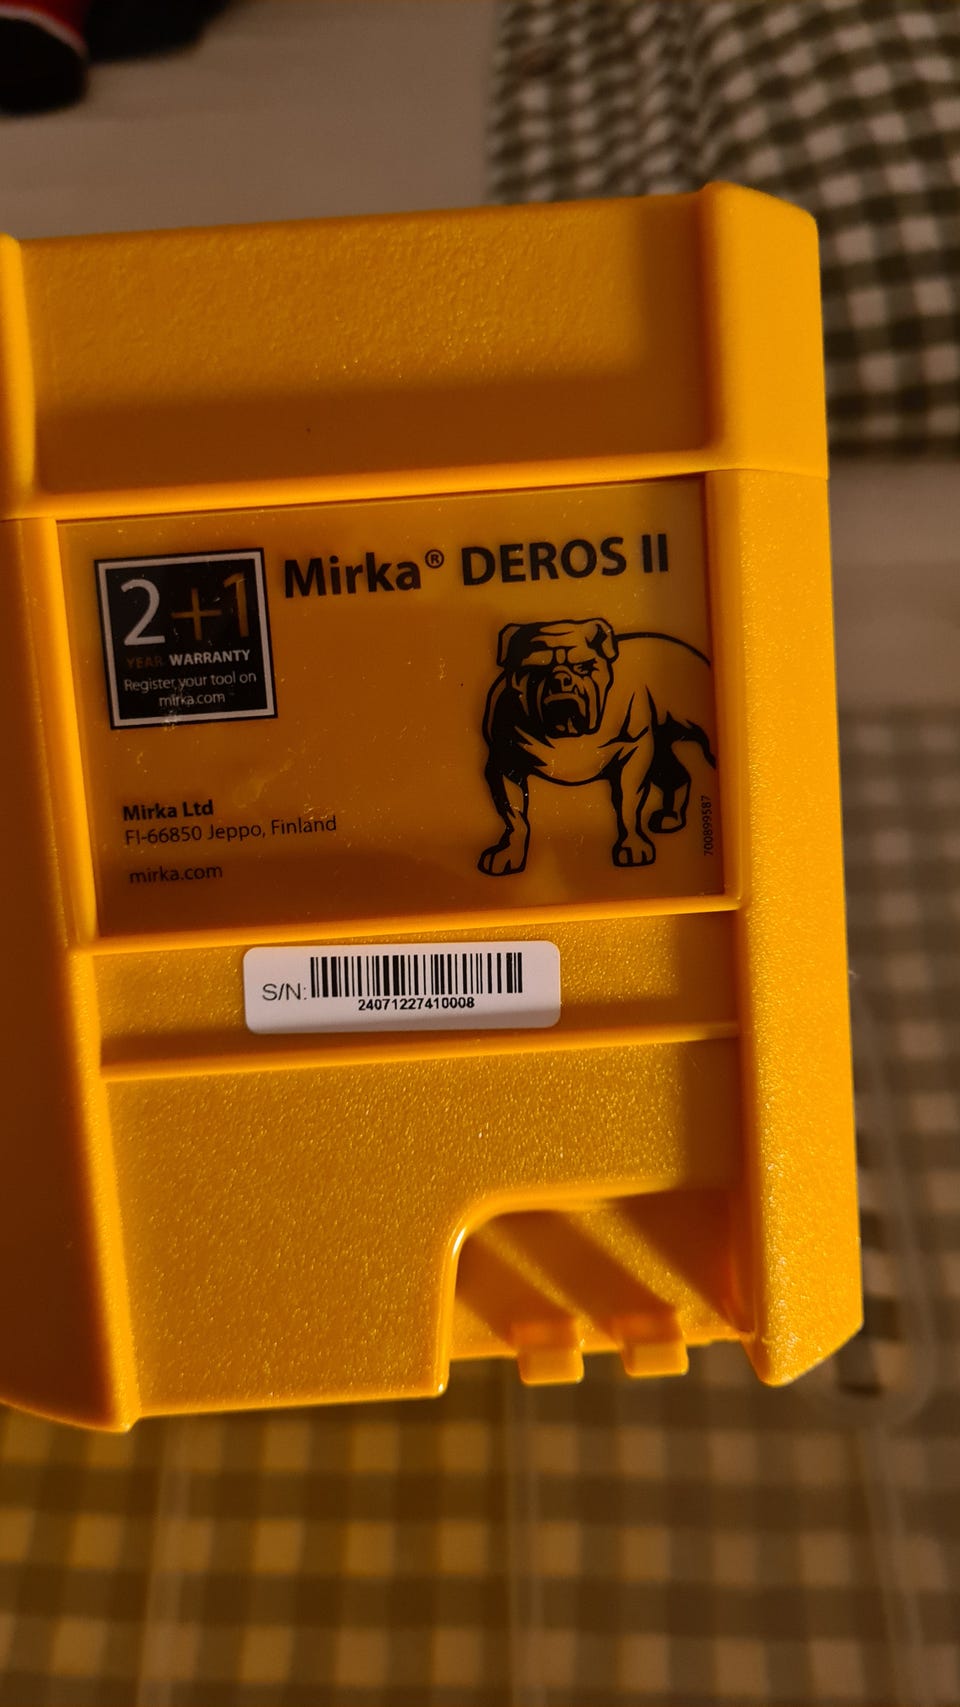 2+1
YEAR WARRANTY
Register your tool on
mirka.com
Mirka® DEROS II
Mirka Ltd
FI-66850 Jeppo, Finland
mirka.com
700899587
S/N:
24071227410008